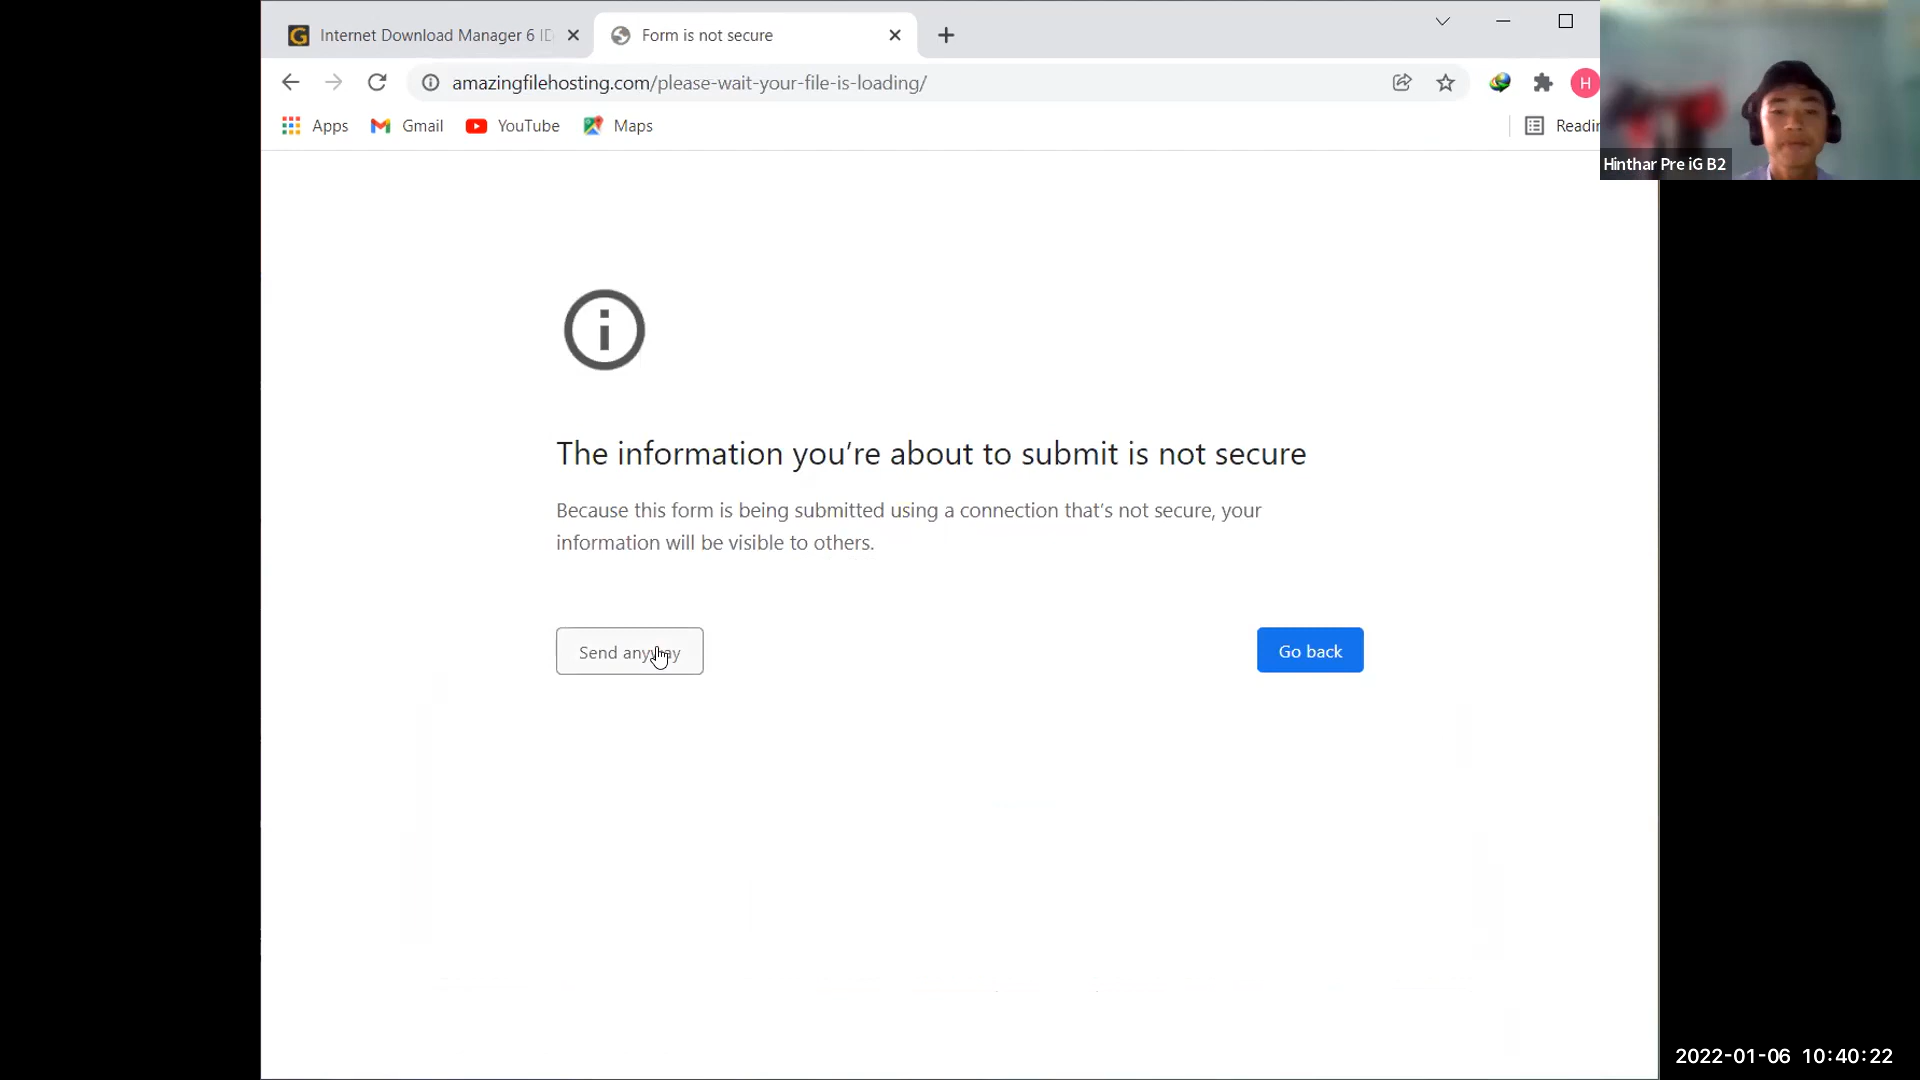 Internet Download Manager 6 ID
Form is not secure
amazingfilehosting.com/please-wait-your-file-is-loading/
H
Apps
Gmail
YouTube
Maps
Readin
Hinthar Pre iG B2
The information you’re about to submit is not secure
Because this form is being submitted using a connection that’s not secure, your
information will be visible to others.
Send anyway
Go back
2022-01-06 10:40:22